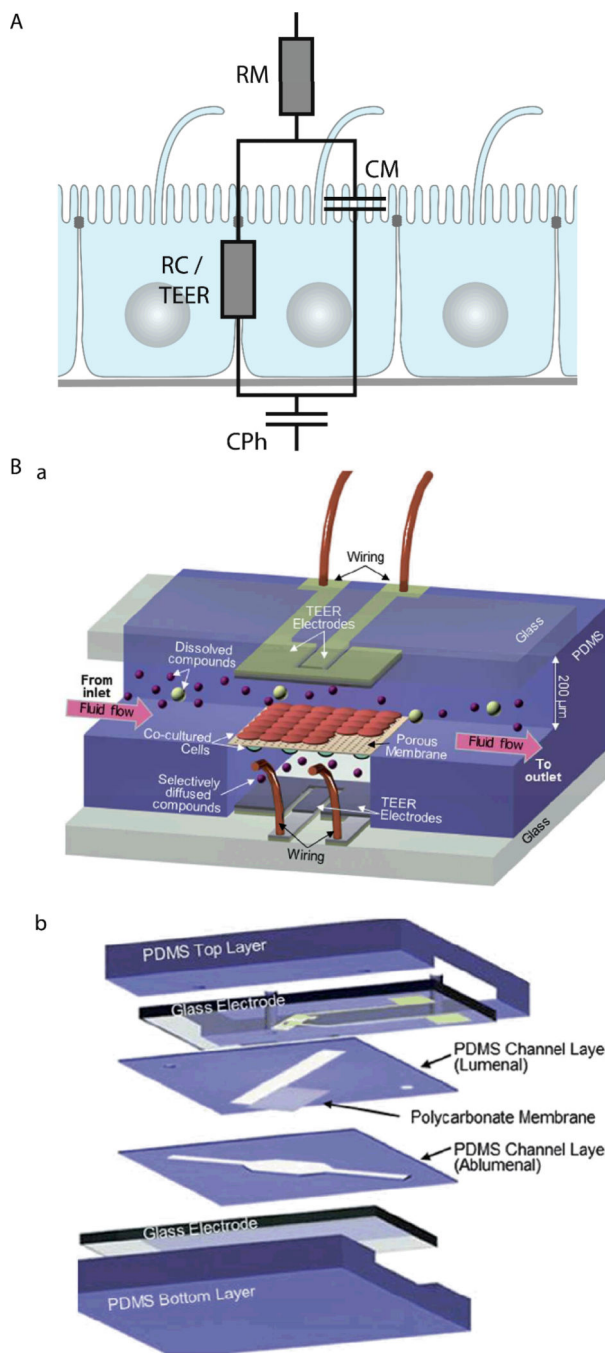 A
RM
CM
RC /
TEER
CPh
B
a
Wiring
TEER
Electrodes
Glass
PDMS
Dissolved
compounds
From
inlet
Fluid flow
200 µm
Co-cultured
Cells
Porous
Membrane
Fluid flow
To
outlet
Selectively
diffused
compounds
TEER
Electrodes
Wiring
Glass
b
PDMS Top Layer
Glass Electrode
PDMS Channel Layer
(Lumenal)
Polycarbonate Membrane
PDMS Channel Layer
(Ablumenal)
Glass Electrode
PDMS Bottom Layer